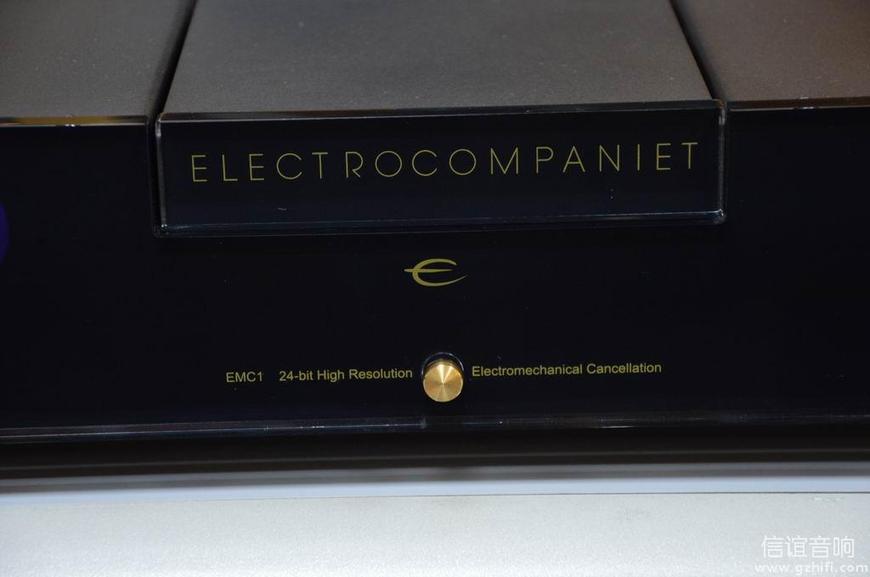 ELECTROCOMPANIET
EMC1 24-bit High Resolution Electromechanical Cancellation
信谊音响
www.gzhifi.com